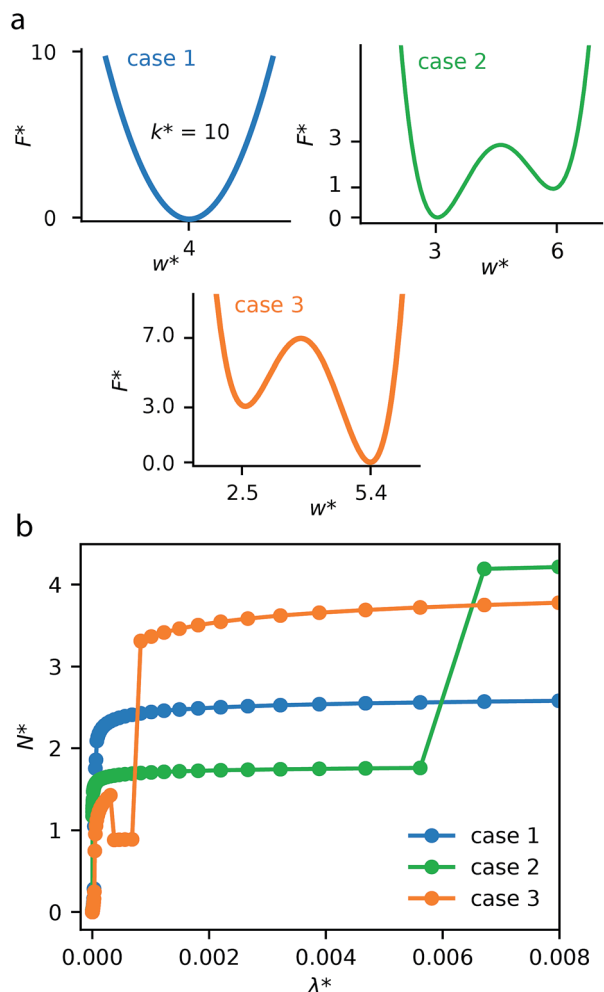 a
case 1
10
k* = 10
F*
0
4
w*
case 2
F*
3
1
0
3
6
w*
case 3
F*
7.0
3.0
0.0
2.5
5.4
w*
b
N*
4
3
2
1
0
case 1
case 2
case 3
0.000
0.002
0.004
0.006
0.008
λ*